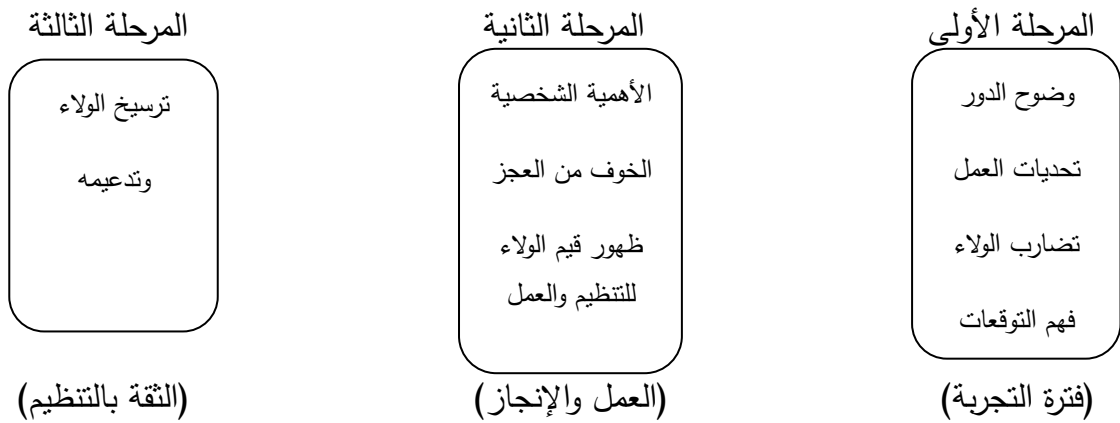 المرحلة الأولى
وضوح الدور
تحديات العمل
تضارب الولاء
فهم التوقعات
(فترة التجربة)
المرحلة الثانية
الأهمية الشخصية
الخوف من العجز
ظهور قيم الولاء
للتنظيم والعمل
(العمل والإنجاز)
المرحلة الثالثة
ترسيخ الولاء
وتدعيمه
(الثقة بالتنظيم)